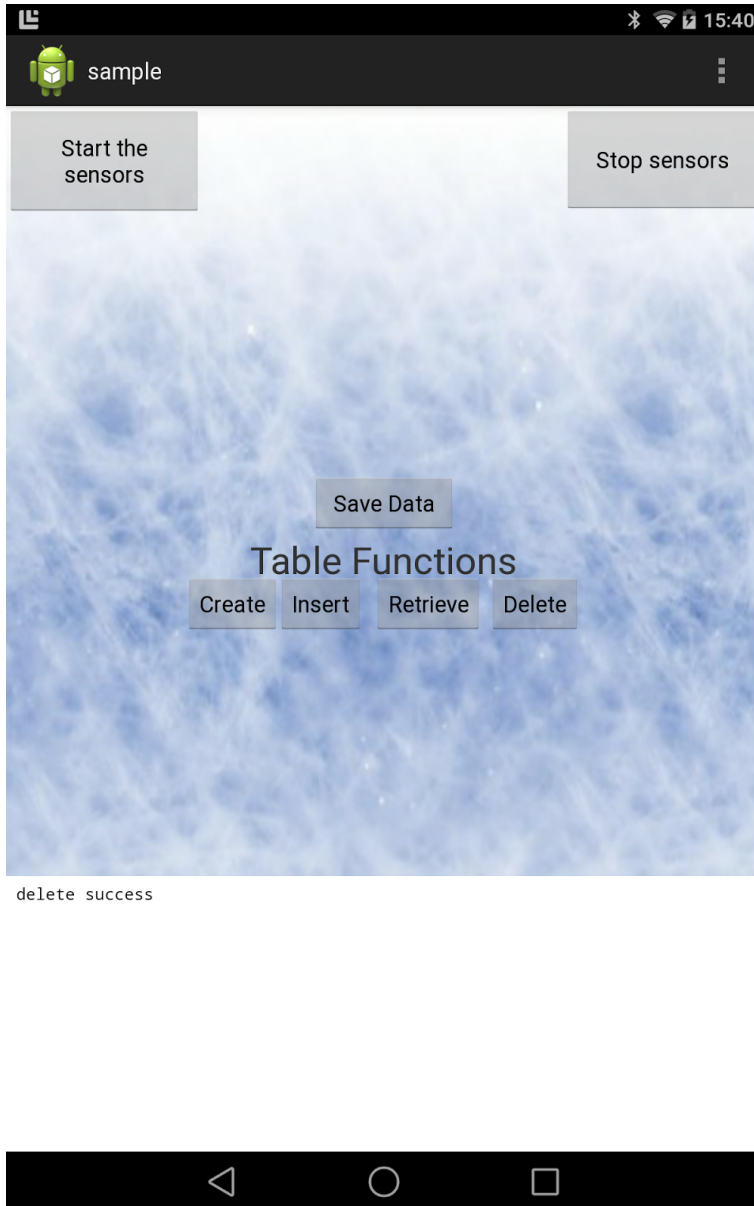 15:40
sample
Start the
sensors
Stop sensors
Save Data
Table Functions
Create Insert Retrieve Delete
delete success